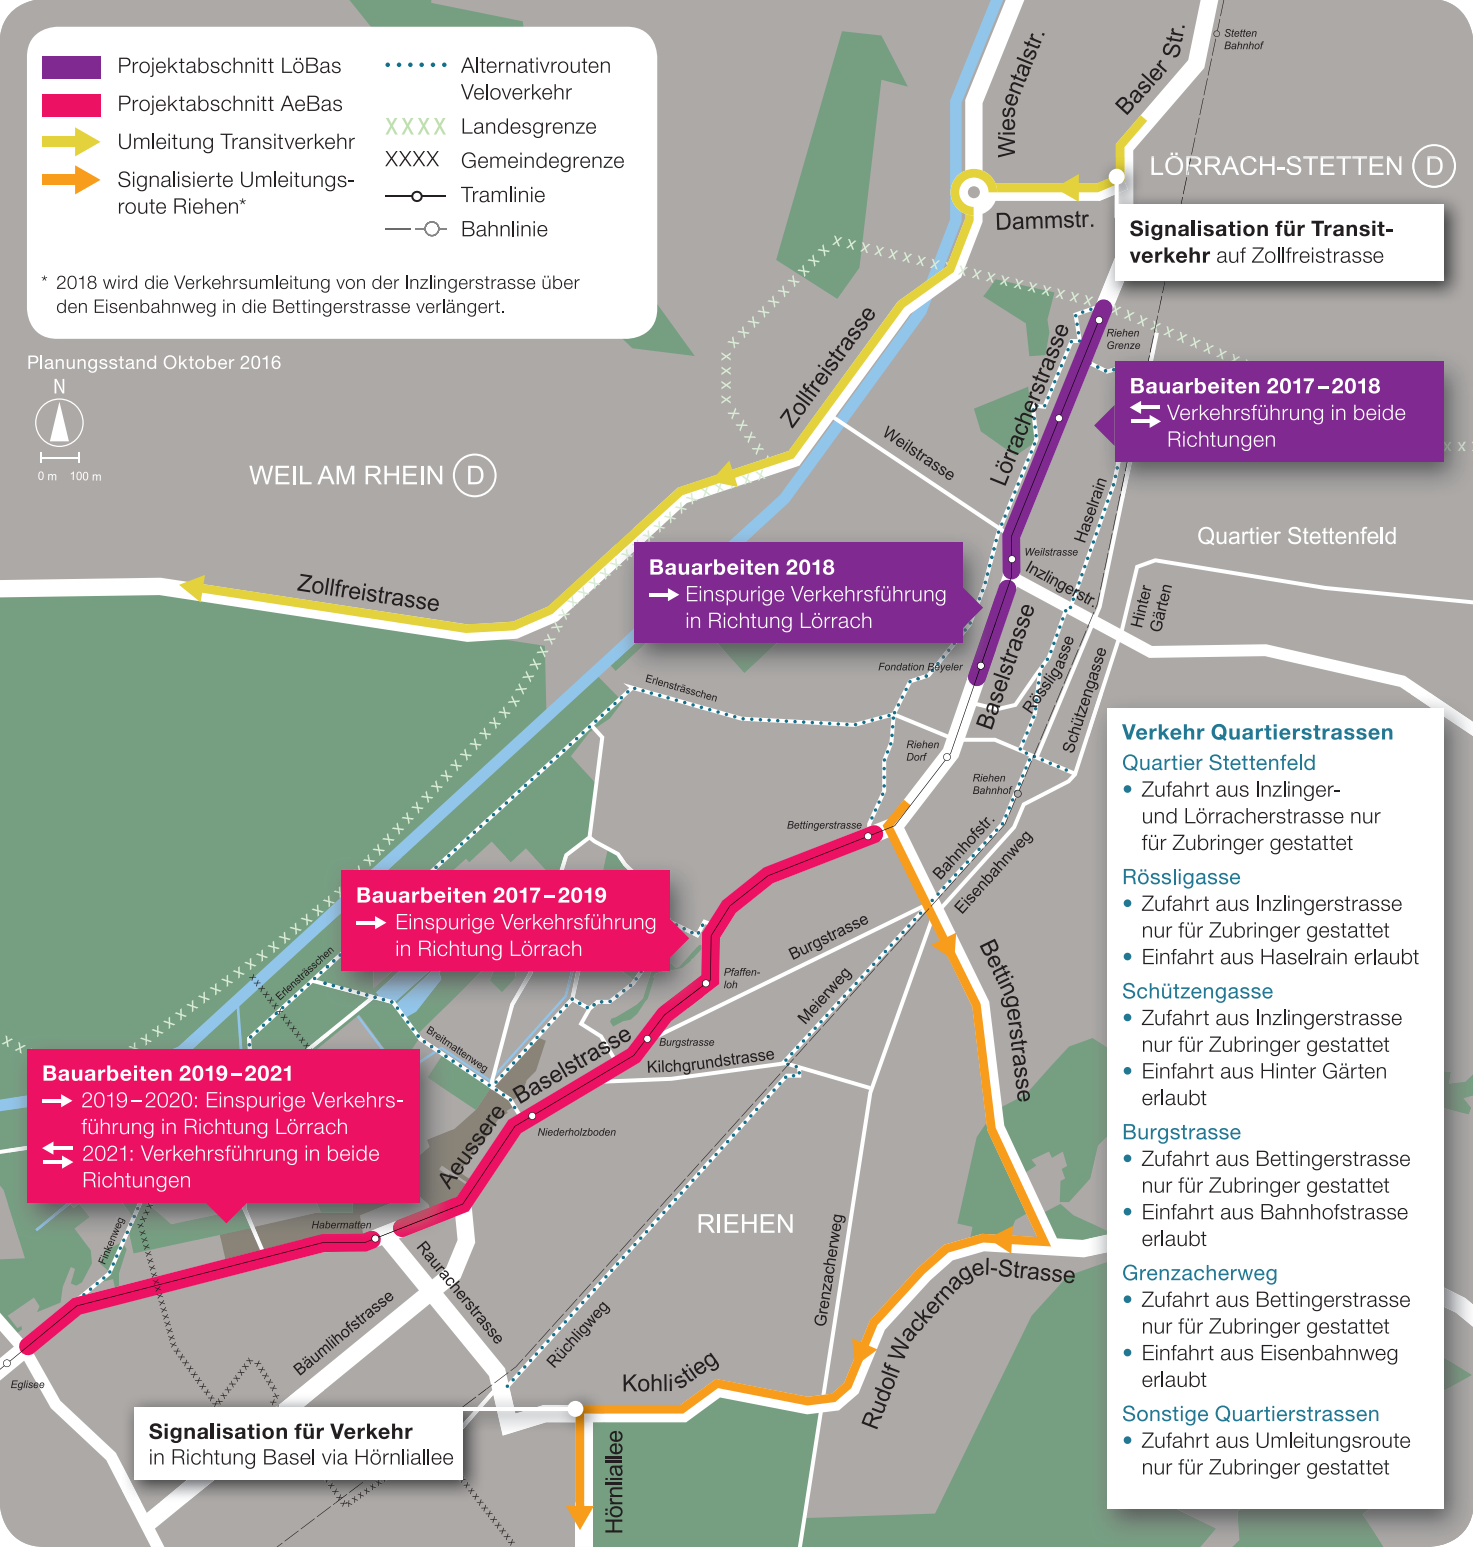 Projektabschnitt LöBas
Projektabschnitt AeBas
Umleitung Transitverkehr
Signalisierte Umleitungs-
route Riehen*
Alternativrouten
Veloverkehr
XXXX Landesgrenze
XXXX Gemeindegrenze
Tramlinie
Bahnlinie
* 2018 wird die Verkehrsumleitung von der Inzlingerstrasse über
den Eisenbahnweg in die Bettingerstrasse verlängert.
Planungsstand Oktober 2016
N
0 m 100 m
WEIL AM RHEIN D
Wiesentalstr.
Basler Str.
Stetten
Bahnhof
LÖRRACH-STETTEN D
Dammstr.
Signalisation für Transit-
verkehr auf Zollfreistrasse
Zollfreistrasse
Lörracherstrasse
Riehen
Grenze
Bauarbeiten 2017–2018
Verkehrsführung in beide
Richtungen
Weilstrasse
Haselrain
Quartier Stettenfeld
Zollfreistrasse
Bauarbeiten 2018
Einspurige Verkehrsführung
in Richtung Lörrach
Weilstrasse
Inzlingerstr.
Hinter
Gärten
Fondation Beyeler
Baselstrasse
Rössligasse
Schützengasse
Erlensträsschen
Riehen
Dorf
Riehen
Bahnhof
Bettingerstrasse
Bahnhofstr.
Eisenbahnweg
Bauarbeiten 2017–2019
Einspurige Verkehrsführung
in Richtung Lörrach
Burgstrasse
Pfaffen-
loh
Meierweg
Bettingerstrasse
Erlensträsschen
Breitmattenweg
Burgstrasse
Kilchgrundstrasse
Aeussere Baselstrasse
Niederholzboden
Bauarbeiten 2019–2021
2019–2020: Einspurige Verkehrs-
führung in Richtung Lörrach
2021: Verkehrsführung in beide
Richtungen
Finkenweg
Habermatten
RIEHEN
Rauracherstrasse
Bäumlihofstrasse
Rüchligweg
Grenzacherweg
Rudolf Wackernagel-Strasse
Eglisee
Kohlistieg
Hörnliallee
Signalisation für Verkehr
in Richtung Basel via Hörnliallee
Verkehr Quartierstrassen
Quartier Stettenfeld
• Zufahrt aus Inzlinger-
und Lörracherstrasse nur
für Zubringer gestattet
Rössligasse
• Zufahrt aus Inzlingerstrasse
nur für Zubringer gestattet
• Einfahrt aus Haselrain erlaubt
Schützengasse
• Zufahrt aus Inzlingerstrasse
nur für Zubringer gestattet
• Einfahrt aus Hinter Gärten
erlaubt
Burgstrasse
• Zufahrt aus Bettingerstrasse
nur für Zubringer gestattet
• Einfahrt aus Bahnhofstrasse
erlaubt
Grenzacherweg
• Zufahrt aus Bettingerstrasse
nur für Zubringer gestattet
• Einfahrt aus Eisenbahnweg
erlaubt
Sonstige Quartierstrassen
• Zufahrt aus Umleitungsroute
nur für Zubringer gestattet